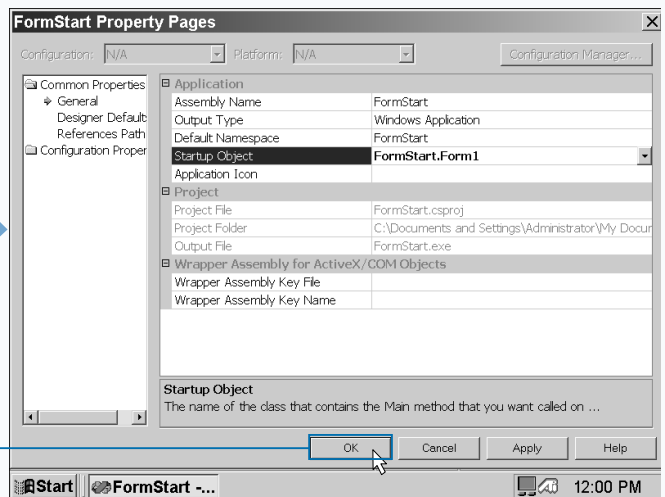 FormStart Property Pages
Configuration: N/A Platform: N/A Configuration Manager...
Common Properties
General
Designer Default
References Path
Configuration Proper
Application
Assembly Name FormStart
Output Type Windows Application
Default Namespace FormStart
Startup Object FormStart.Form1
Application Icon
Project
Project File FormStart.csproj
Project Folder C:\Documents and Settings\Administrator\My Docur
Output File FormStart.exe
Wrapper Assembly for ActiveX/COM Objects
Wrapper Assembly Key File
Wrapper Assembly Key Name
Startup Object
The name of the class that contains the Main method that you want called on ...
OK Cancel Apply Help
Start FormStart -... 12:00 PM